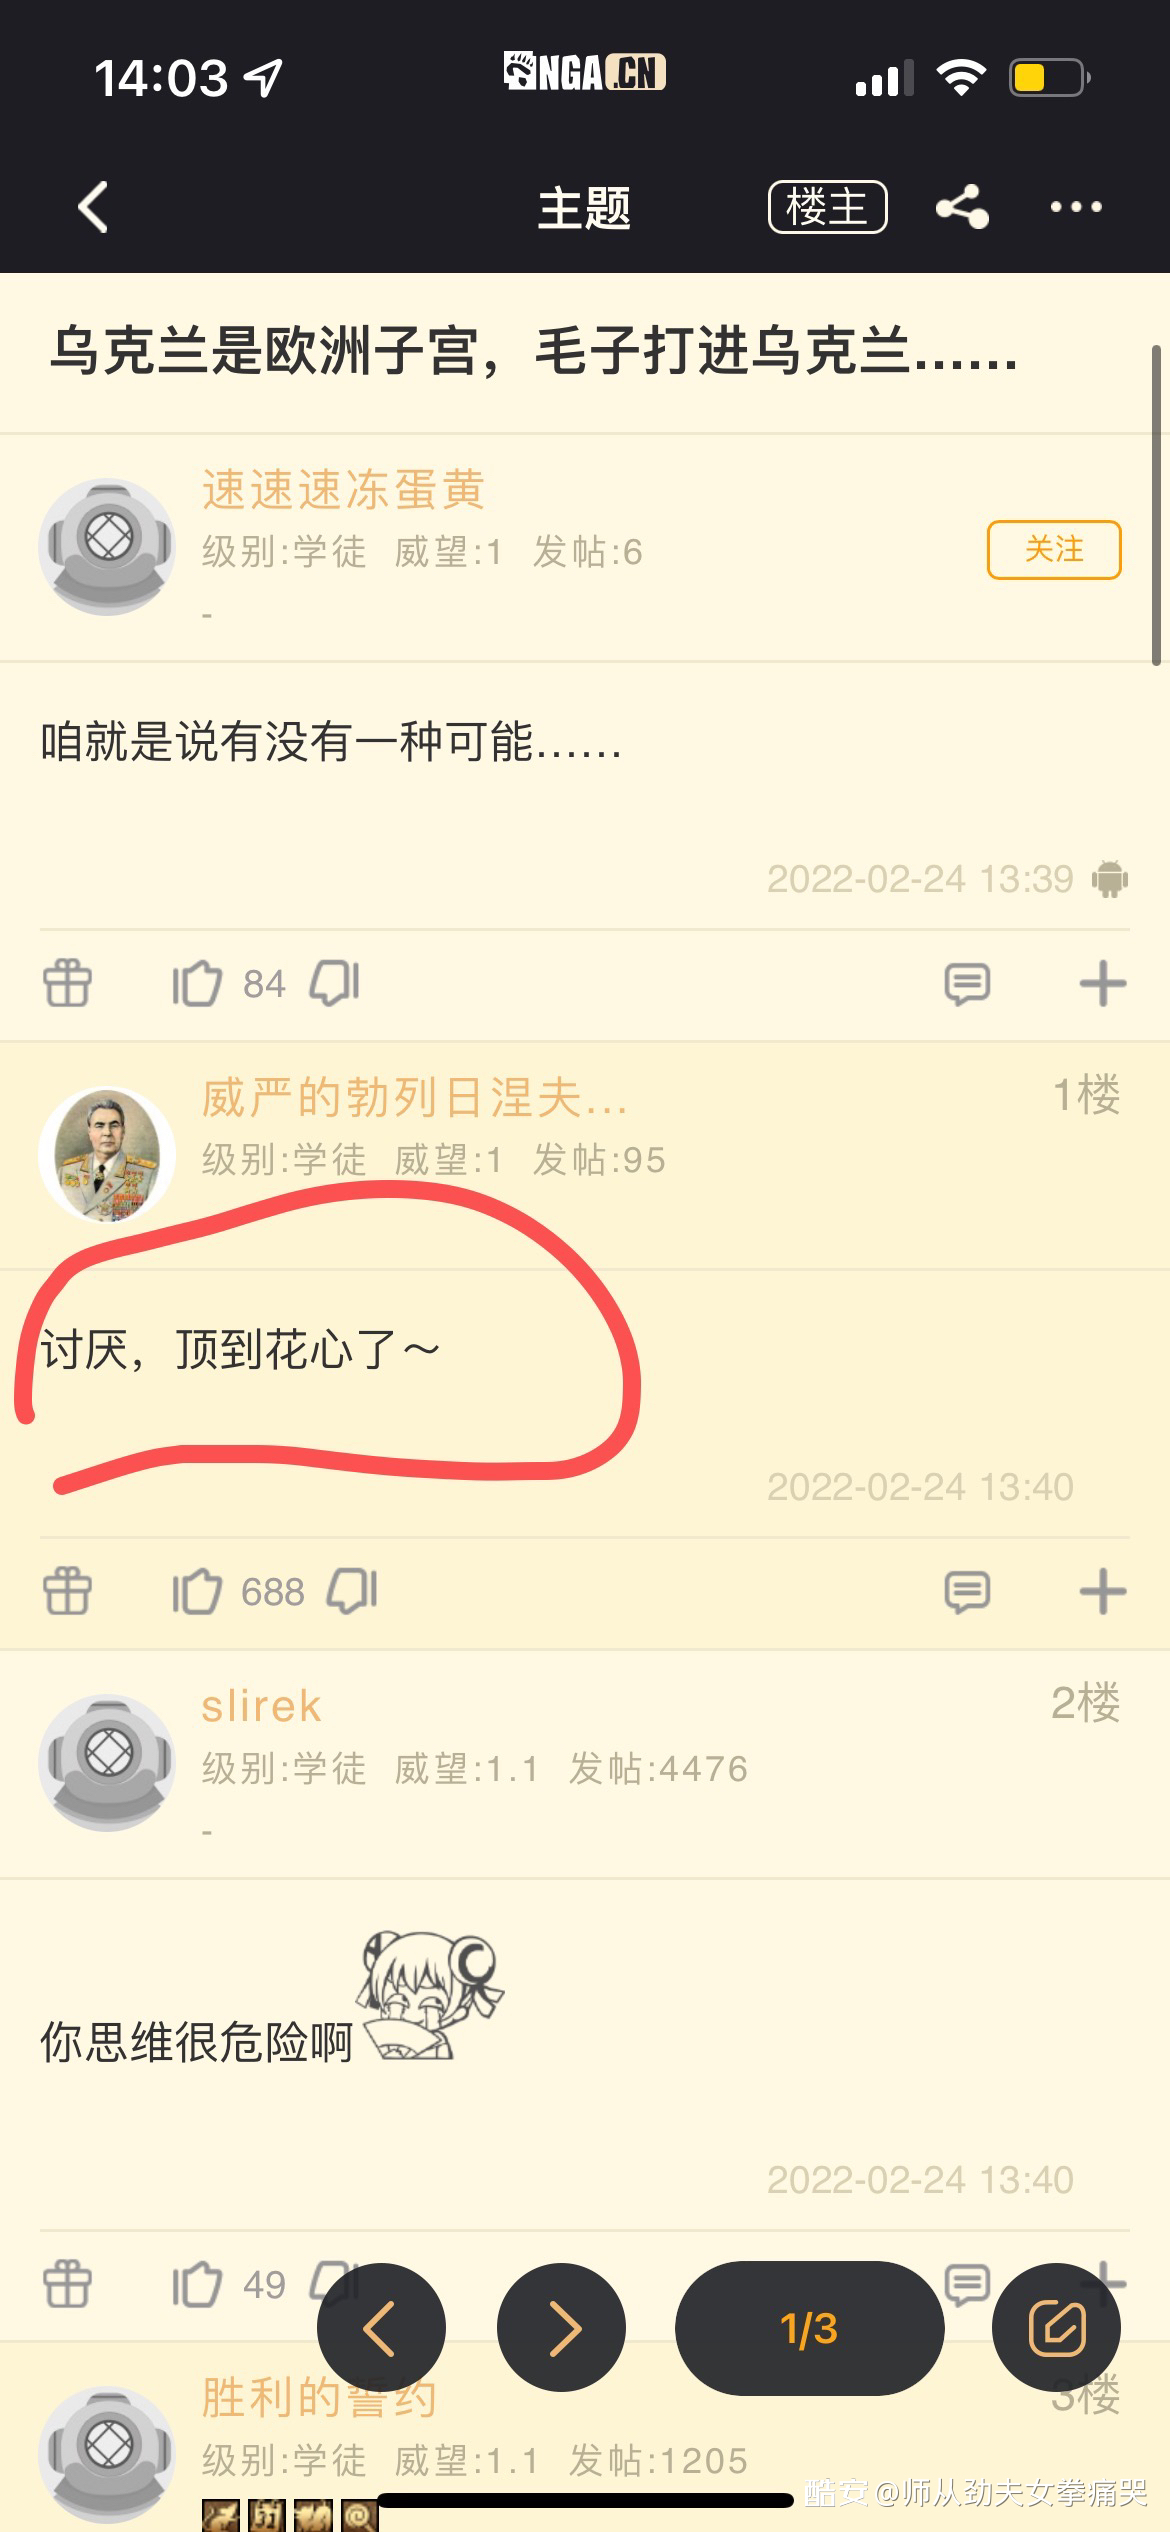 14:03
NGA.CN
主题
楼主
乌克兰是欧洲子宫，毛子打进乌克兰......
速速速冻蛋黄
级别:学徒 威望:1 发帖:6
关注
-
咱就是说有没有一种可能......
2022-02-24 13:39
84
威严的勃列日涅夫...
1楼
级别:学徒 威望:1 发帖:95
讨厌，顶到花心了～
2022-02-24 13:40
688
slirek
2楼
级别:学徒 威望:1.1 发帖:4476
-
你思维很危险啊
2022-02-24 13:40
49
1/3
胜利的誓约
3楼
级别:学徒 威望:1.1 发帖:1205
酷安 @师从劲夫女拳痛哭